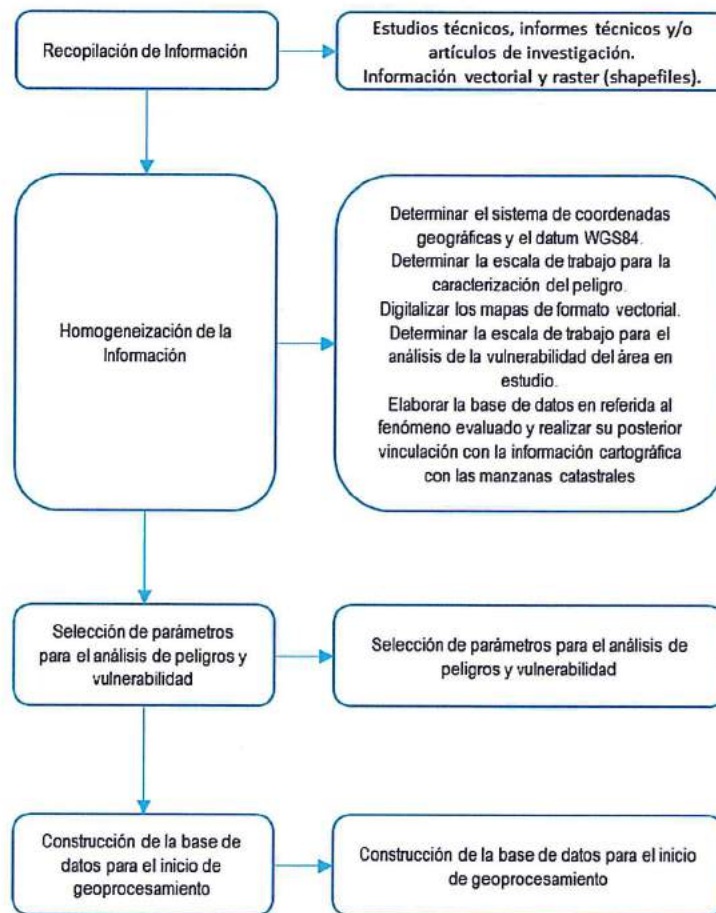 Recopilación de Información
Estudios técnicos, informes técnicos y/o
artículos de investigación.
Información vectorial y raster (shapefiles).
Homogeneización de la
Información
Determinar el sistema de coordenadas
geográficas y el datum WGS84.
Determinar la escala de trabajo para la
caracterización del peligro.
Digitalizar los mapas de formato vectorial.
Determinar la escala de trabajo para el
análisis de la vulnerabilidad del área en
estudio.
Elaborar la base de datos en referida al
fenómeno evaluado y realizar su posterior
vinculación con la información cartográfica
con las manzanas catastrales
Selección de parámetros
para el análisis de peligros y
vulnerabilidad
Selección de parámetros para el análisis de
peligros y vulnerabilidad
Construcción de la base de
datos para el inicio de
geoprocesamiento
Construcción de la base de datos para el inicio
de geoprocesamiento